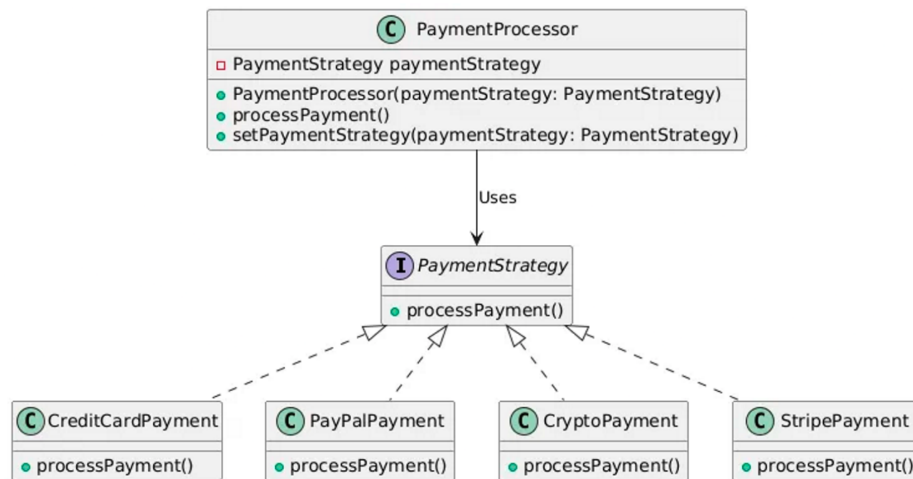 C PaymentProcessor
PaymentStrategy paymentStrategy
PaymentProcessor(paymentStrategy: PaymentStrategy)
processPayment()
setPaymentStrategy(paymentStrategy: PaymentStrategy)
Uses
I PaymentStrategy
processPayment()
C CreditCardPayment
processPayment()
C PayPalPayment
processPayment()
C CryptoPayment
processPayment()
C StripePayment
processPayment()